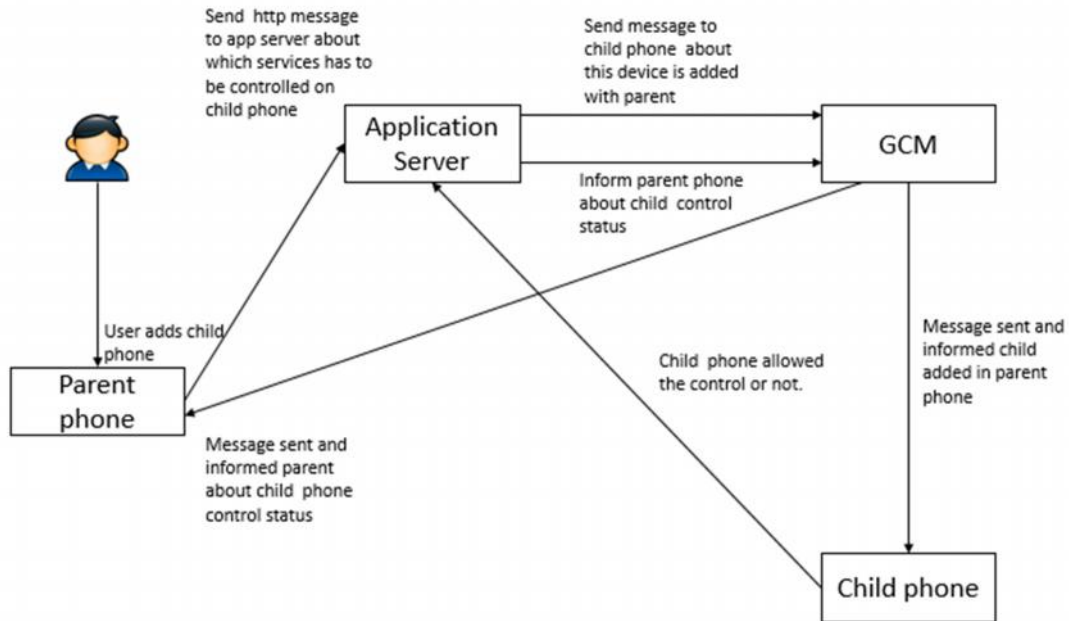 Send http message
to app server about
which services has to
be controlled on
child phone
Send message to
child phone about
this device is added
with parent
Application
Server
GCM
Inform parent phone
about child control
status
User adds child
phone
Parent
phone
Child phone allowed
the control or not.
Message sent and
informed child
added in parent
phone
Message sent and
informed parent
about child phone
control status
Child phone